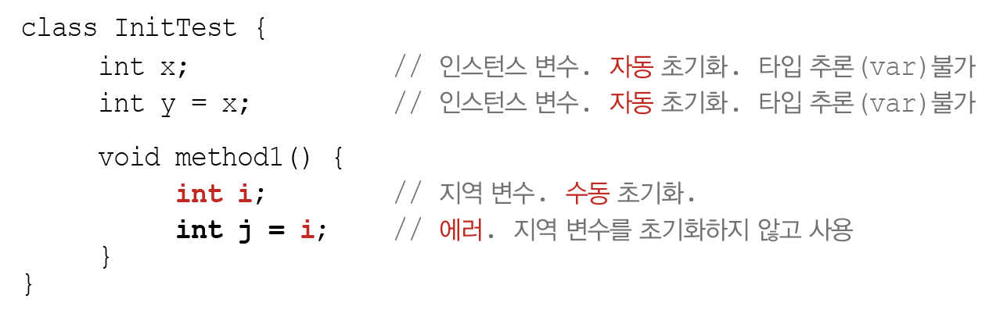 class InitTest {
int x; // 인스턴스 변수. 자동 초기화. 타입 추론(var)불가
int y = x; // 인스턴스 변수. 자동 초기화. 타입 추론(var)불가
void method1() {
int i; // 지역 변수. 수동 초기화.
int j = i; // 에러. 지역 변수를 초기화하지 않고 사용
}
}